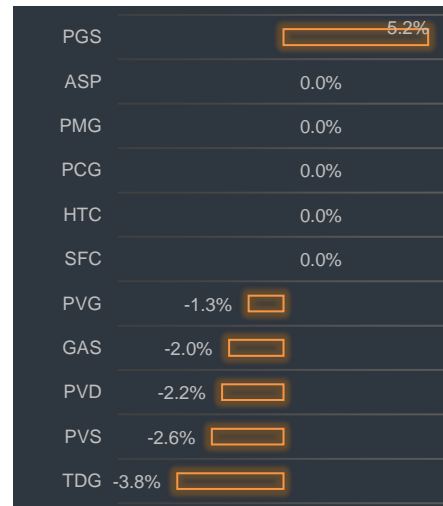 PGS 5.2%
ASP 0.0%
PMG 0.0%
PCG 0.0%
HTC 0.0%
SFC 0.0%
PVG -1.3%
GAS -2.0%
PVD -2.2%
PVS -2.6%
TDG -3.8%